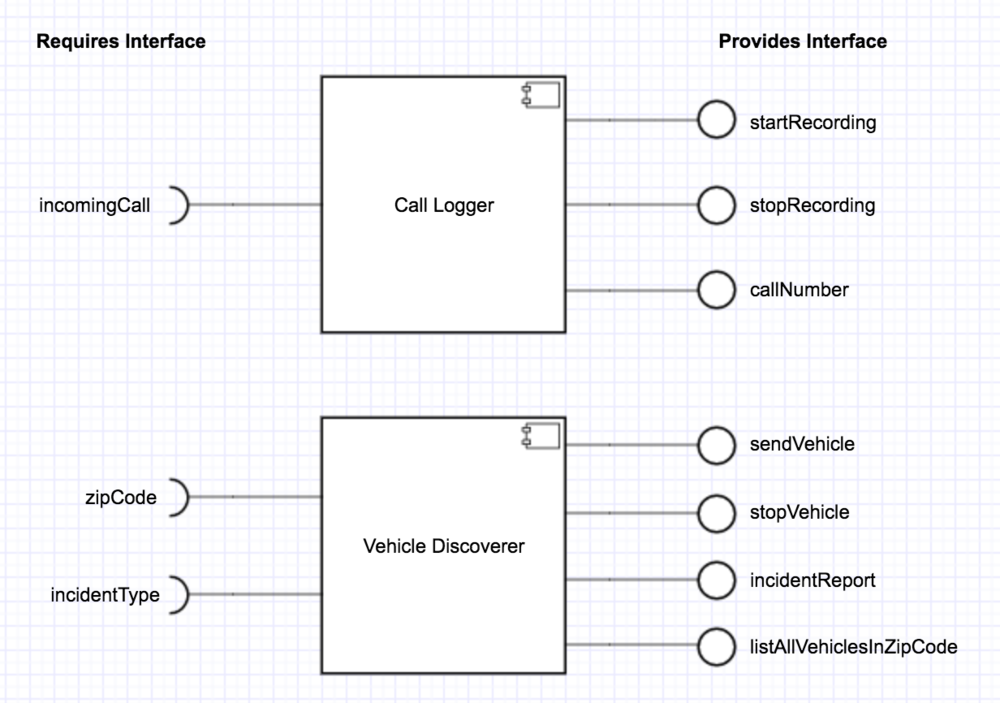 Requires Interface
Provides Interface
startRecording
incomingCall
Call Logger
stopRecording
callNumber
sendVehicle
zipCode
stopVehicle
Vehicle Discoverer
incidentType
incidentReport
listAllVehiclesInZipCode